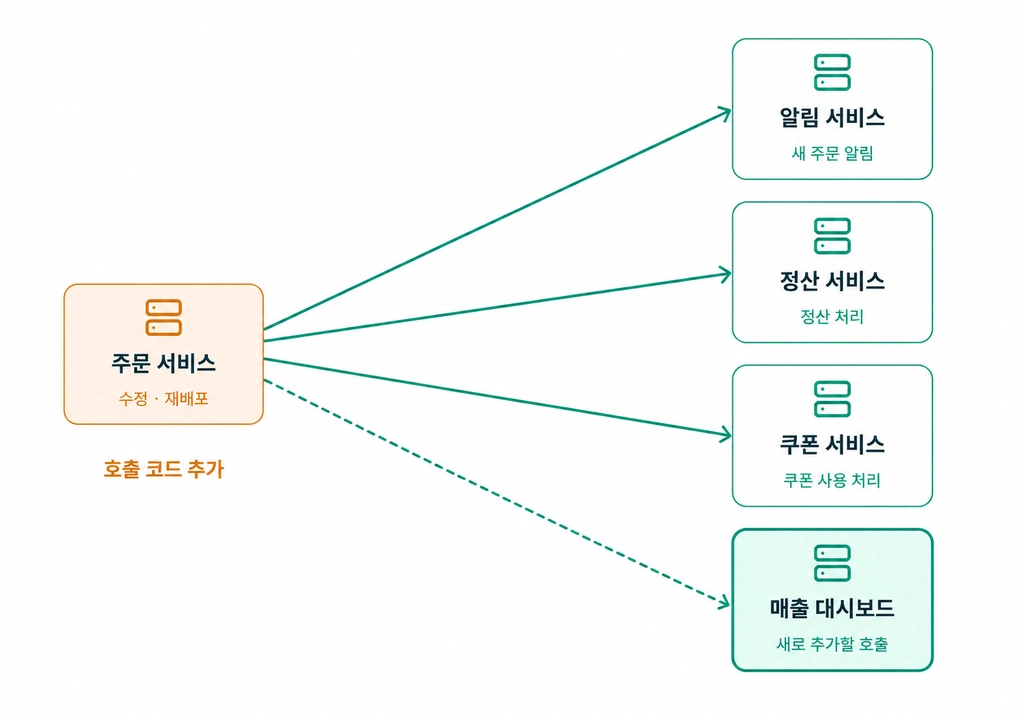 알림 서비스
새 주문 알림
정산 서비스
정산 처리
주문 서비스
수정 · 재배포
호출 코드 추가
쿠폰 서비스
쿠폰 사용 처리
매출 대시보드
새로 추가할 호출